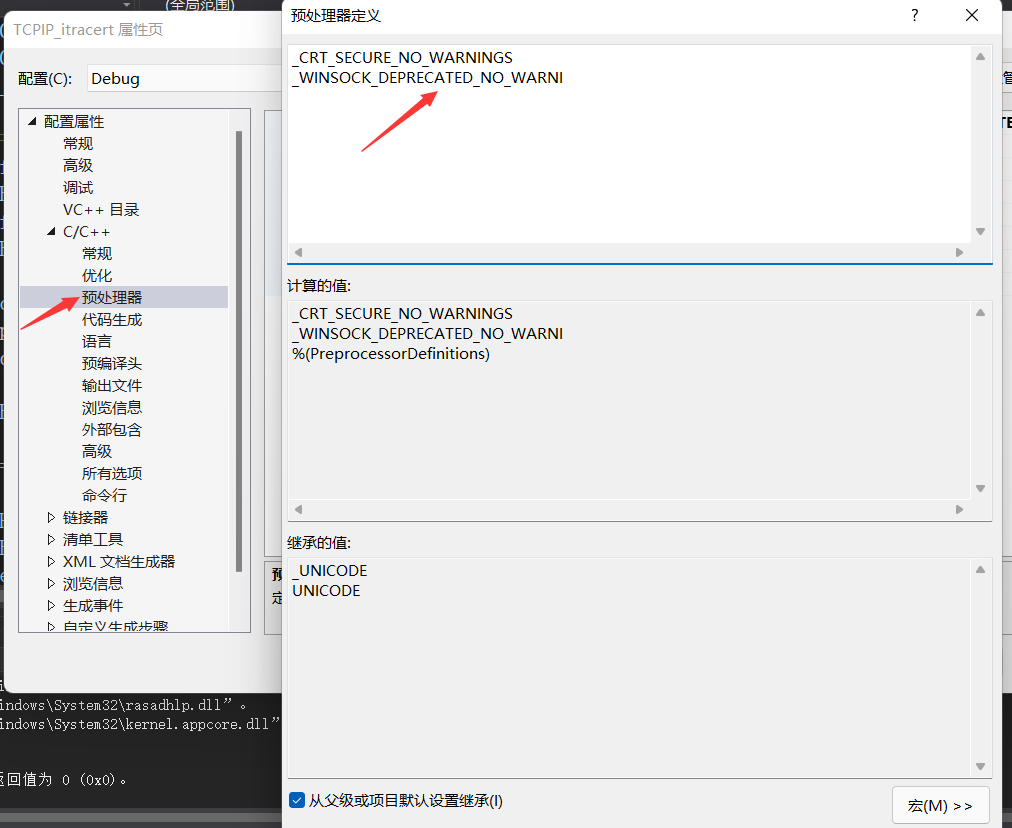 (全局范围)
TCPIP_itracert 属性页
配置(C):
Debug
配置属性
常规
高级
调试
VC++ 目录
C/C++
常规
优化
预处理器
代码生成
语言
预编译头
输出文件
浏览信息
外部包含
高级
所有选项
命令行
链接器
清单工具
XML 文档生成器
浏览信息
生成事件
自定义生成步骤
indows\System32\rasadhlp.dll”。
indows\System32\kernel.appcore.dll”
返回值为 0 (0x0)。
预处理器定义
?
_CRT_SECURE_NO_WARNINGS
_WINSOCK_DEPRECATED_NO_WARNI
计算的值:
_CRT_SECURE_NO_WARNINGS
_WINSOCK_DEPRECATED_NO_WARNI
%(PreprocessorDefinitions)
继承的值:
_UNICODE
UNICODE
从父级或项目默认设置继承(I)
宏(M) >>